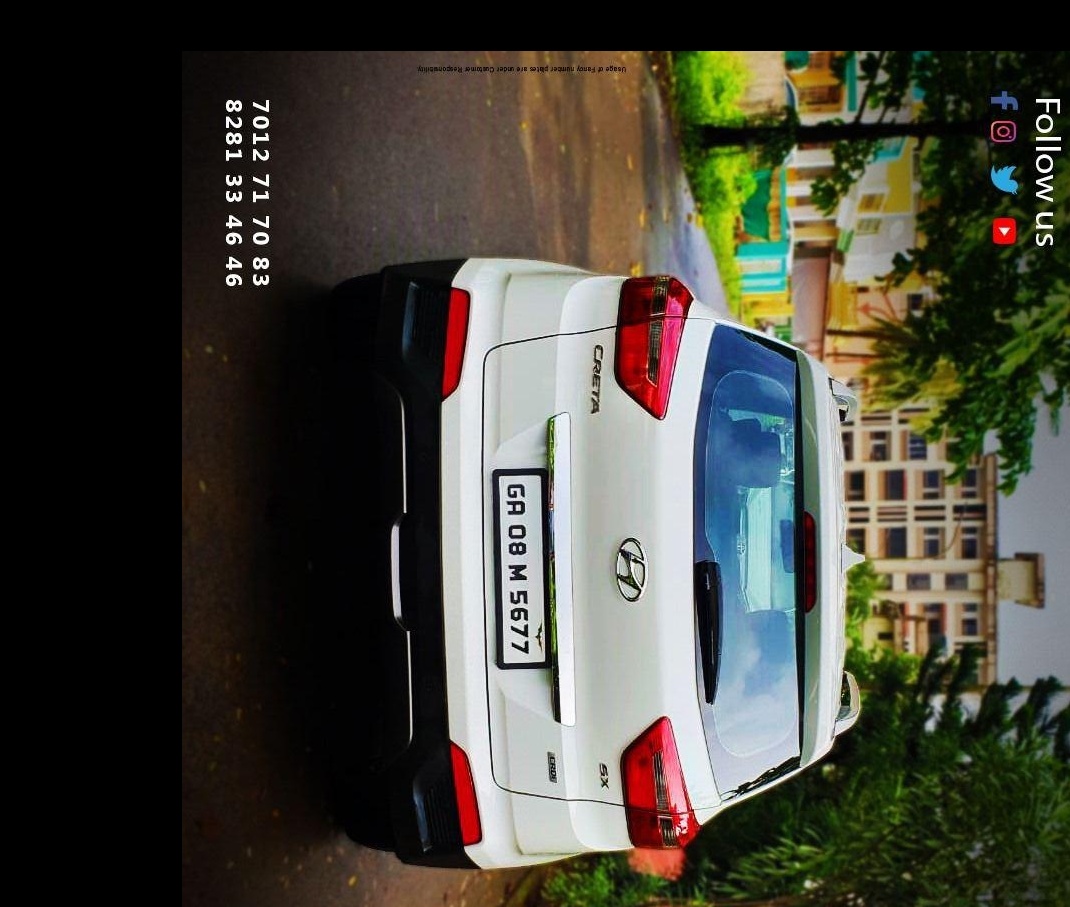 Follow us
CRETA
SX
CRDi
GA 08 M 5677
7012 71 70 83
8281 33 46 46
Usage of Fancy number plates are under Customer Responsibility